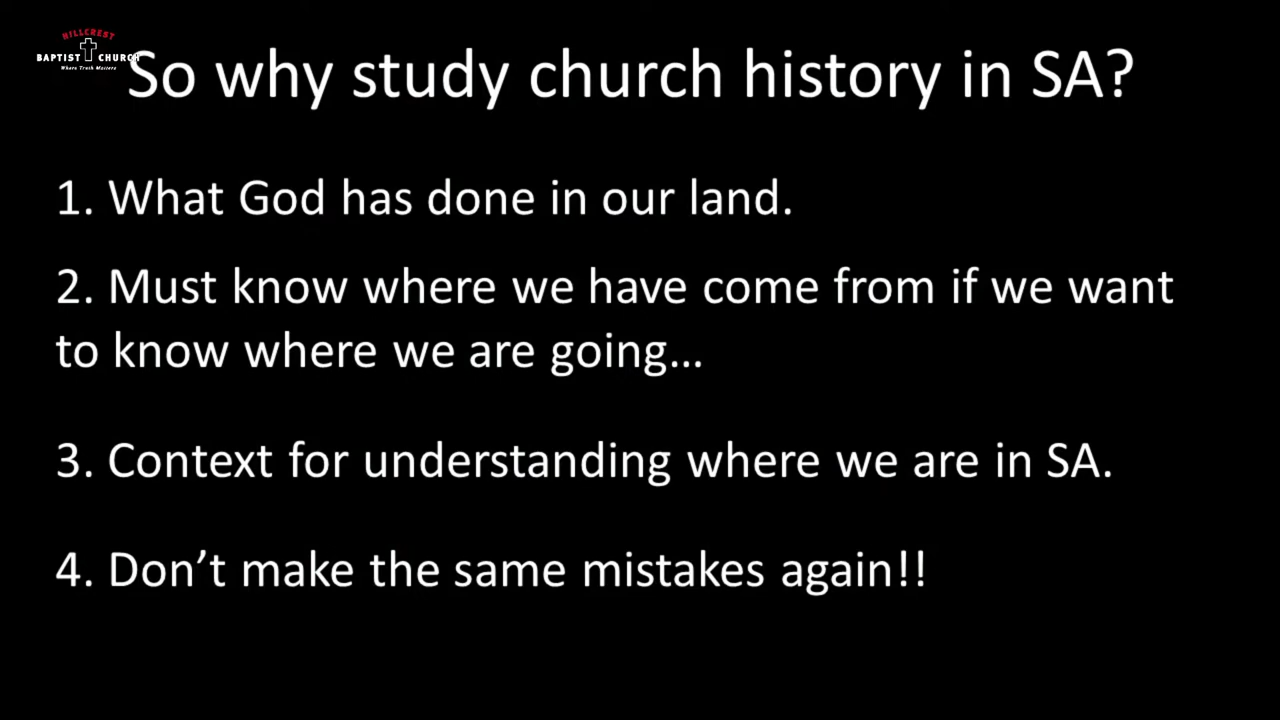 HILLCREST
BAPTIST CHURCH
Where Truth Matters
So why study church history in SA?
1. What God has done in our land.
2. Must know where we have come from if we want
to know where we are going...
3. Context for understanding where we are in SA.
4. Don’t make the same mistakes again!!